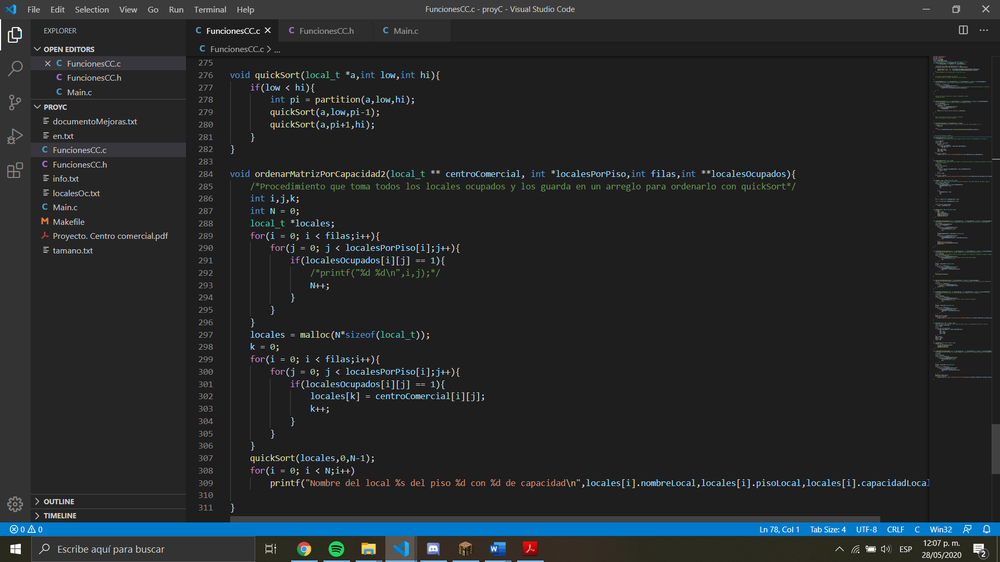 File Edit Selection View Go Run Terminal Help
FuncionesCC.c - proyC - Visual Studio Code
EXPLORER
OPEN EDITORS
C FuncionesCC.c
C FuncionesCC.h
C Main.c
PROYC
documentoMejoras.txt
en.txt
C FuncionesCC.c
C FuncionesCC.h
info.txt
localesOc.txt
C Main.c
M Makefile
Proyecto. Centro comercial.pdf
tamano.txt
OUTLINE
TIMELINE
C FuncionesCC.c
C FuncionesCC.h
C Main.c
C FuncionesCC.c > ...
275
276 void quickSort(local_t *a,int low,int hi){
277 if(low < hi){
278 int pi = partition(a,low,hi);
279 quickSort(a,low,pi-1);
280 quickSort(a,pi+1,hi);
281 }
282 }
283
284 void ordenarMatrizPorCapacidad2(local_t ** centroComercial, int *localesPorPiso,int filas,int **localesOcupados){
285 /*Procedimiento que toma todos los locales ocupados y los guarda en un arreglo para ordenarlo con quickSort*/
286 int i,j,k;
287 int N = 0;
288 local_t *locales;
289 for(i = 0; i < filas;i++){
290 for(j = 0; j < localesPorPiso[i];j++){
291 if(localesOcupados[i][j] == 1){
292 /*printf("%d %d\n",i,j);*/
293 N++;
294 }
295 }
296 }
297 locales = malloc(N*sizeof(local_t));
298 k = 0;
299 for(i = 0; i < filas;i++){
300 for(j = 0; j < localesPorPiso[i];j++){
301 if(localesOcupados[i][j] == 1){
302 locales[k] = centroComercial[i][j];
303 k++;
304 }
305 }
306 }
307 quickSort(locales,0,N-1);
308 for(i = 0; i < N;i++)
309 printf("Nombre del local %s del piso %d con %d de capacidad\n",locales[i].nombreLocal,locales[i].pisoLocal,locales[i].capacidadLocal
310
311 }
0 0
Ln 78, Col 1 Tab Size: 4 UTF-8 CRLF C Win32
Escribe aquí para buscar
ESP
12:07 p. m.
28/05/2020
2